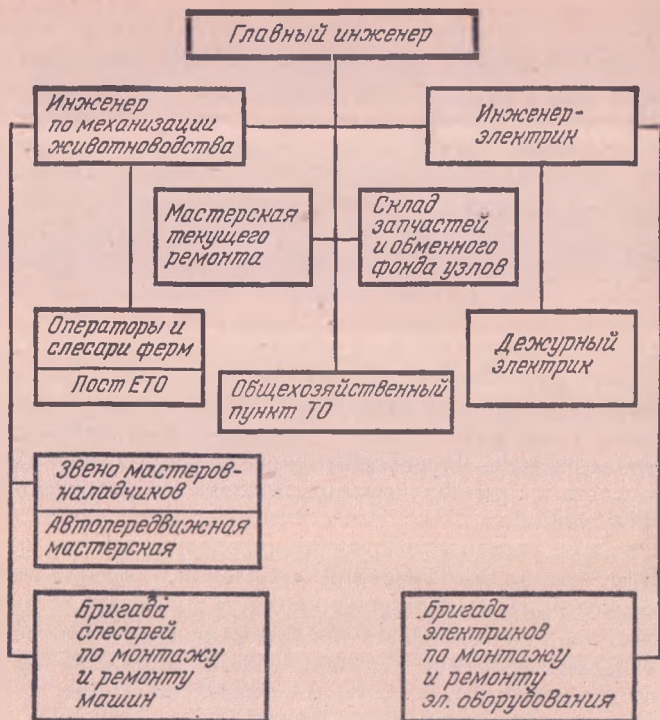 Главный инженер
Инженер
по механизации
животноводства
Инженер-
электрик
Мастерская
текущего
ремонта
Склад
запчастей
и обменного
фонда узлов
Операторы и
слесари ферм
Пост ЕТО
Общехозяйственный
пункт ТО
Дежурный
электрик
Звено мастеров-
наладчиков
Автопередвижная
мастерская
Бригада
слесарей
по монтажу
и ремонту
машин
Бригада
электриков
по монтажу
и ремонту
эл. оборудования